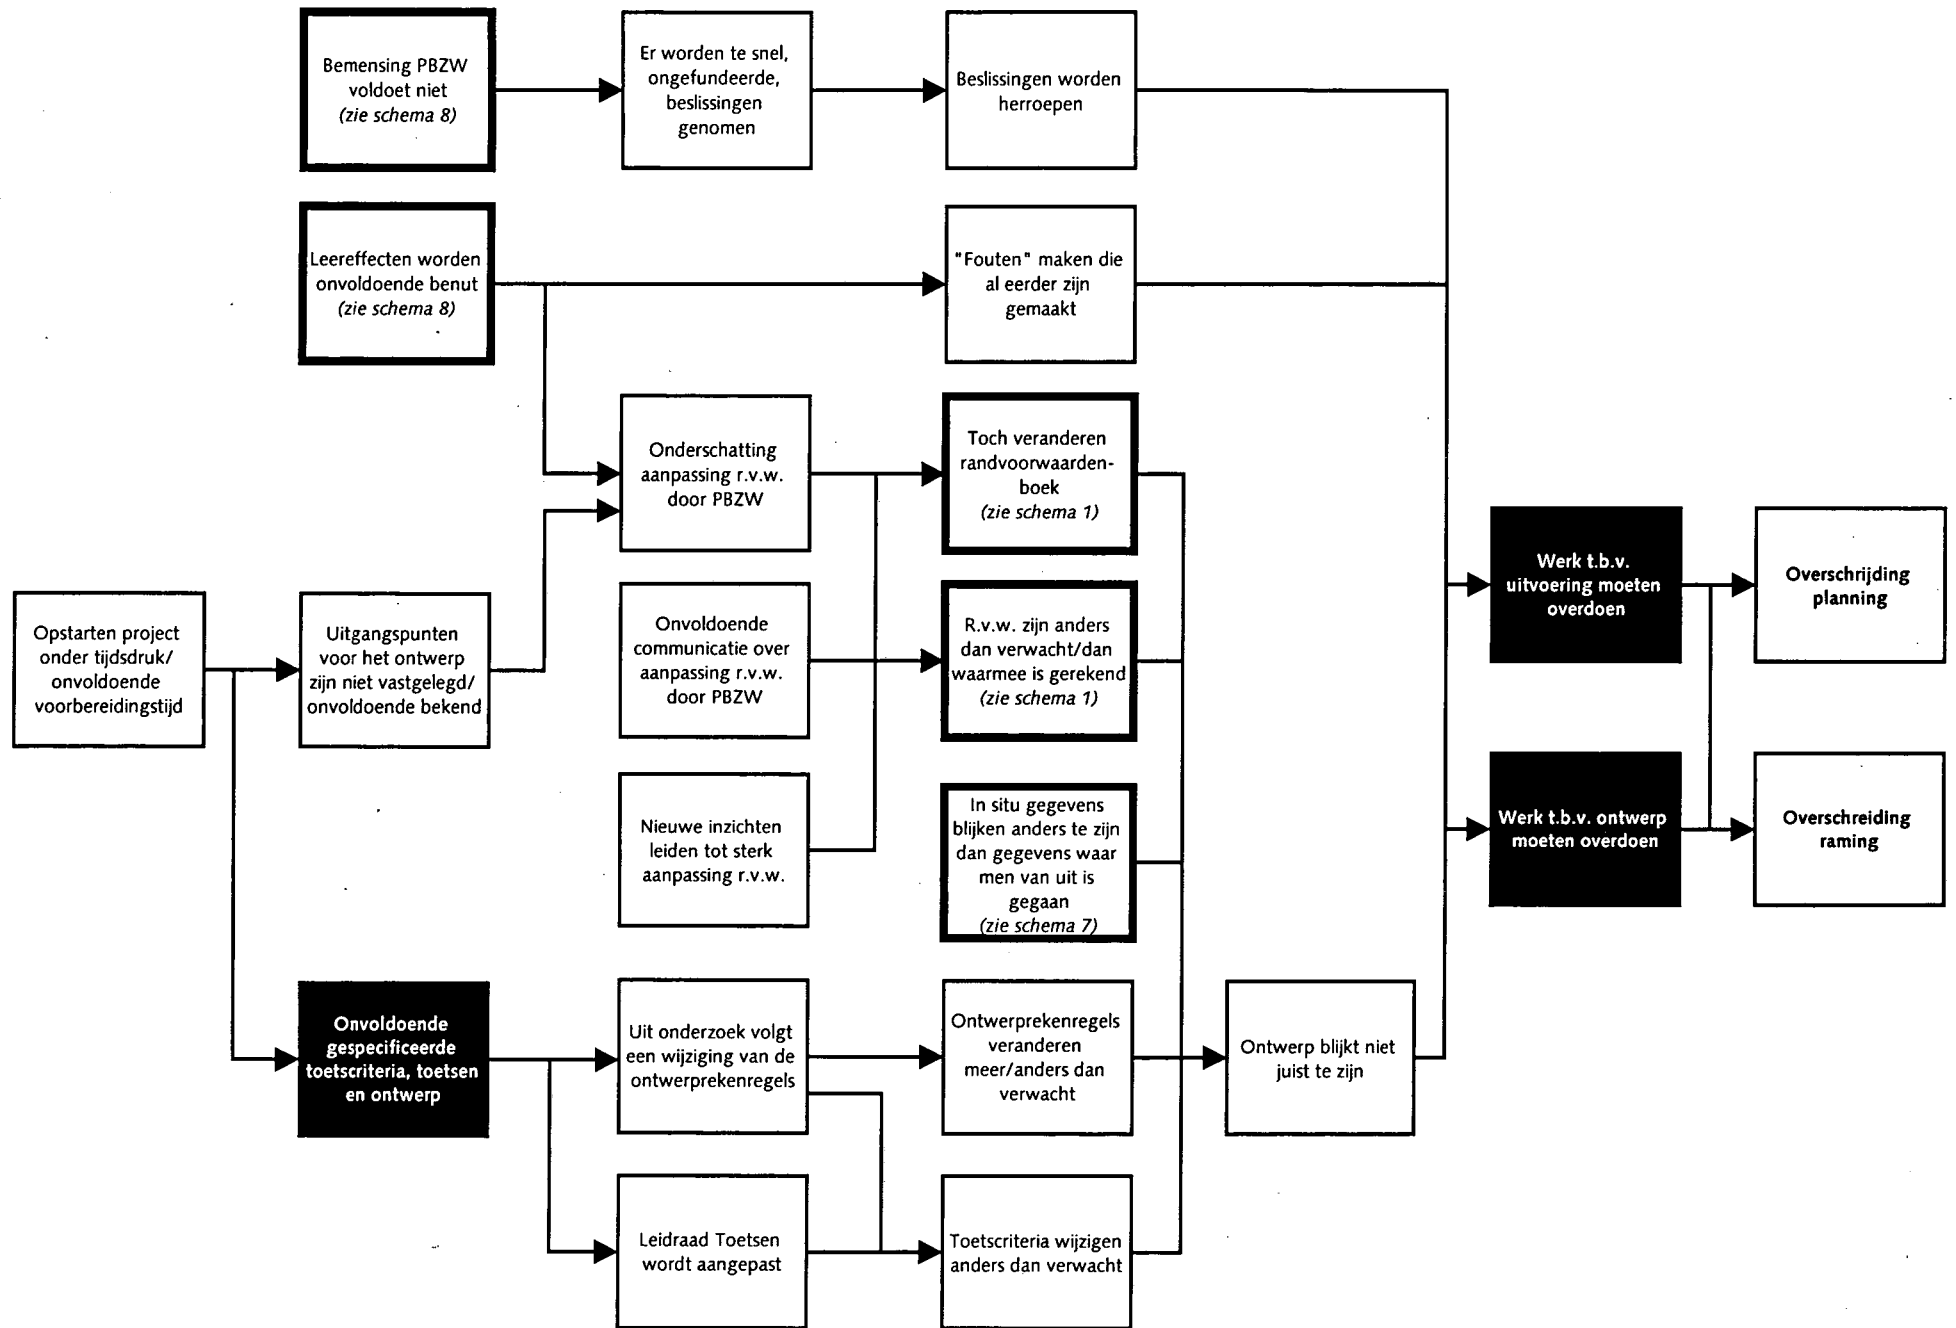 Bemensing PBZW
voldoet niet
(zie schema 8)
Er worden te snel,
ongefundeerde,
beslissingen
genomen
Beslissingen worden
herroepen
Leereffecten worden
onvoldoende benut
(zie schema 8)
"Fouten" maken die
al eerder zijn
gemaakt
Onderschatting
aanpassing r.v.w.
door PBZW
Toch veranderen
randvoorwaarden-
boek
(zie schema 1)
Opstarten project
onder tijdsdruk/
onvoldoende
voorbereidingstijd
Uitgangspunten
voor het ontwerp
zijn niet vastgelegd/
onvoldoende bekend
Onvoldoende
communicatie over
aanpassing r.v.w.
door PBZW
R.v.w. zijn anders
dan verwacht/dan
waarmee is gerekend
(zie schema 1)
Werk t.b.v.
uitvoering moeten
overdoen
Overschrijding
planning
Nieuwe inzichten
leiden tot sterk
aanpassing r.v.w.
In situ gegevens
blijken anders te zijn
dan gegevens waar
men van uit is
gegaan
(zie schema 7)
Werk t.b.v. ontwerp
moeten overdoen
Overschreiding
raming
Onvoldoende
gespecificeerde
toetscriteria, toetsen
en ontwerp
Uit onderzoek volgt
een wijziging van de
ontwerprekenregels
Ontwerprekenregels
veranderen
meer/anders dan
verwacht
Ontwerp blijkt niet
juist te zijn
Leidraad Toetsen
wordt aangepast
Toetscriteria wijzigen
anders dan verwacht